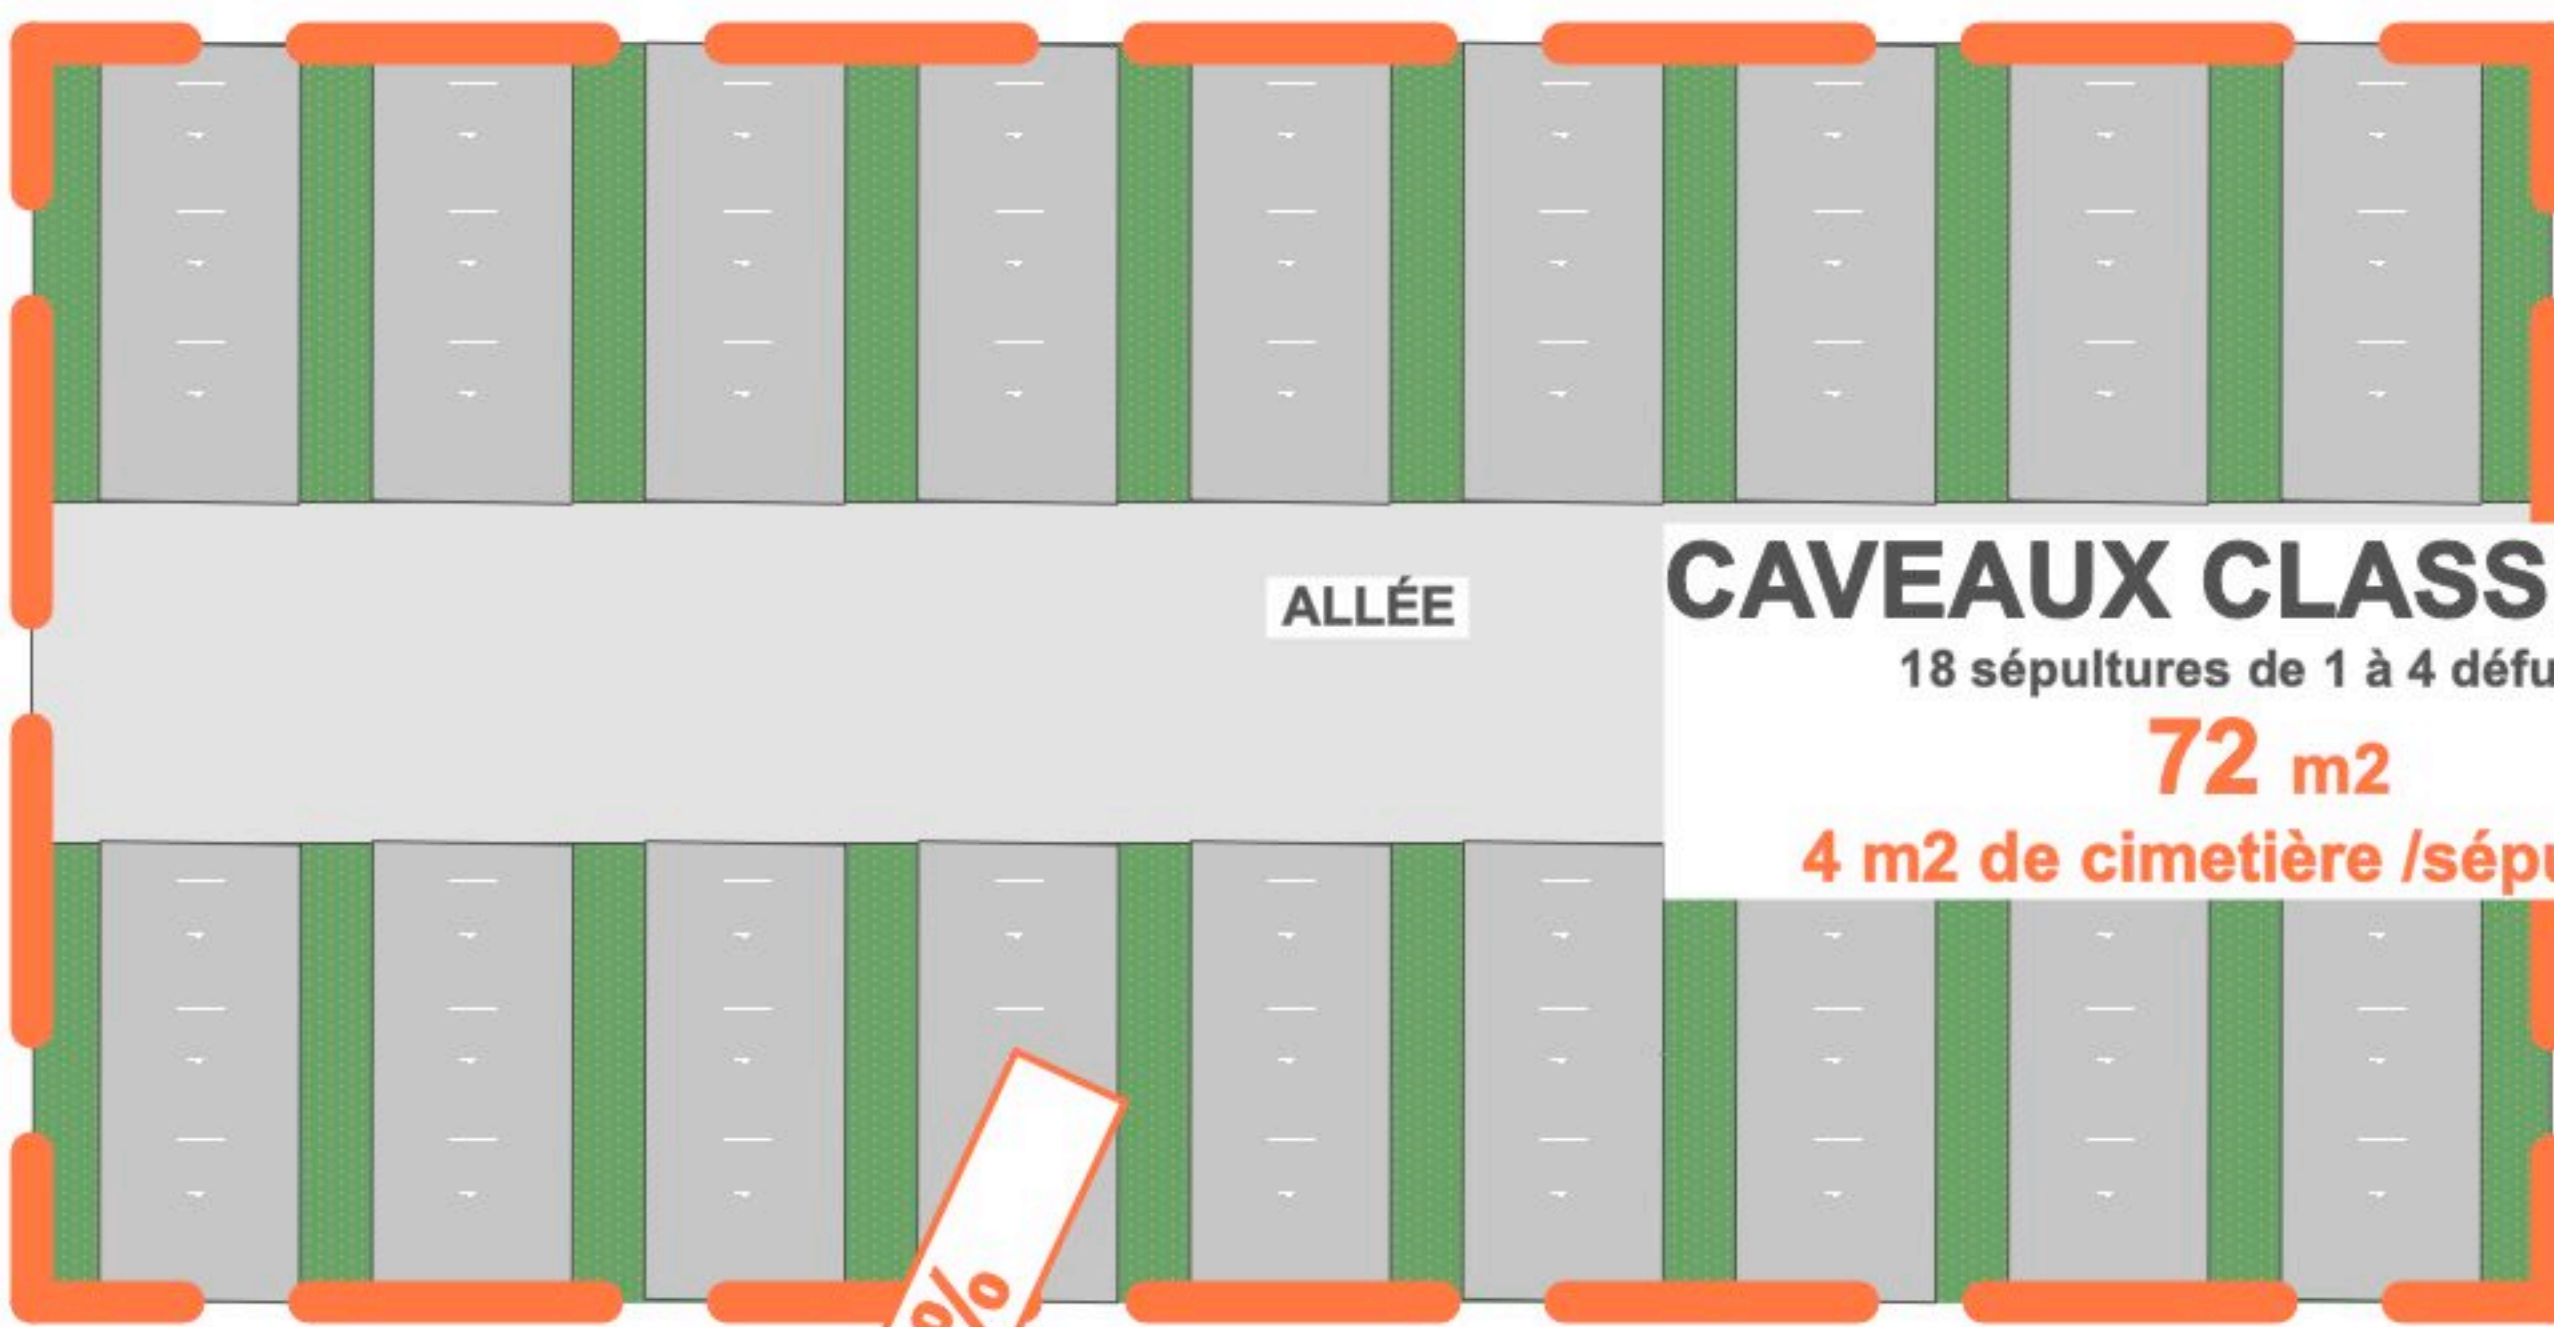 ALLÉE
CAVEAUX CLASS
18 sépultures de 1 à 4 défu
72 m2
4 m2 de cimetière /sépu
%